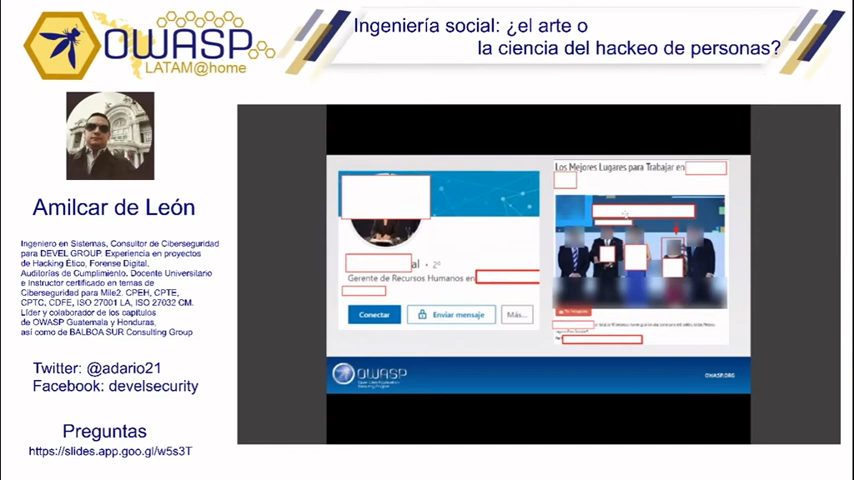 OWASP
LATAM@home
Ingeniería social: ¿el arte o
la ciencia del hackeo de personas?
Amilcar de León
Ingeniero en Sistemas, Consultor de Ciberseguridad
para DEVEL GROUP. Experiencia en proyectos
de Hacking Ético, Forense Digital,
Auditorías de Cumplimiento. Docente Universitario
e Instructor certificado en temas de
Ciberseguridad para Mile2. CPEH, CPTE,
CPTC, CDFE, ISO 27001 LA, ISO 27032 CM.
Líder y colaborador de los capítulos
de OWASP Guatemala y Honduras,
así como de BALBOA SUR Consulting Group
Twitter: @adario21
Facebook: develsecurity
Preguntas
https://slides.app.goo.gl/w5s3T
al • 2º
Gerente de Recursos Humanos en
Conectar
Enviar mensaje
Más...
Los Mejores Lugares para Trabajar en
OWASP
OWASP.ORG